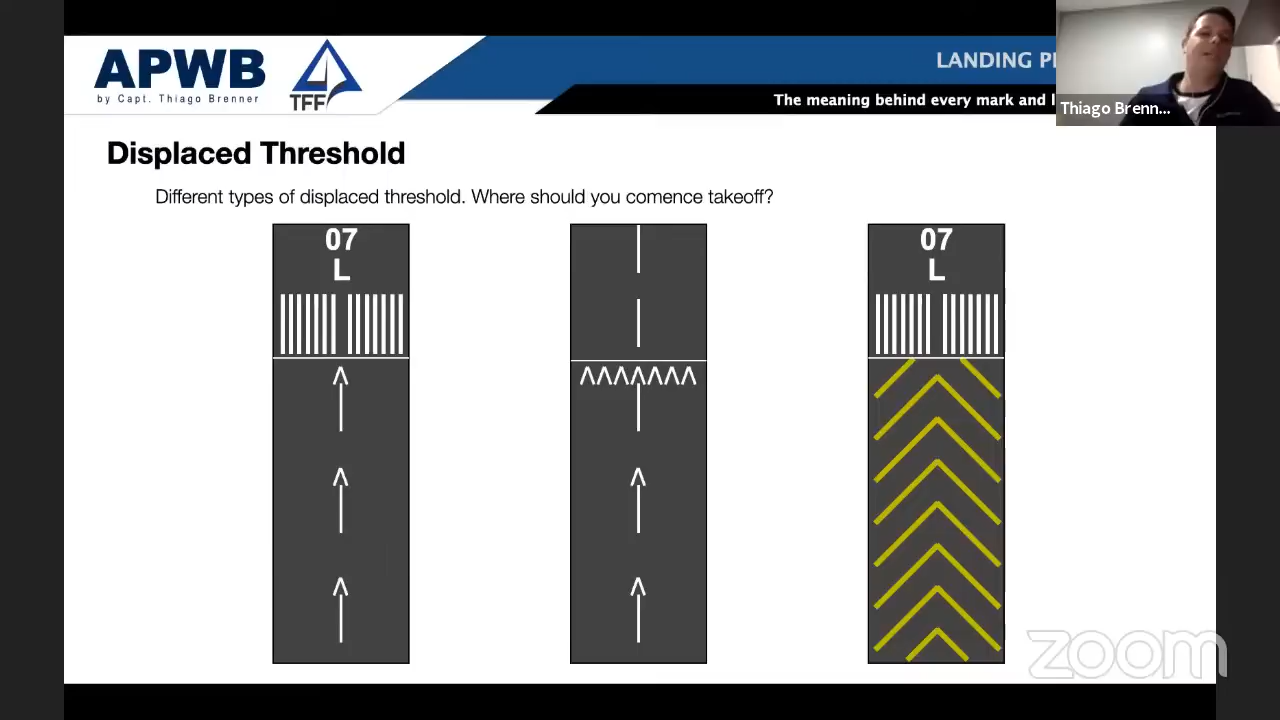 APWB
by Capt. Thiago Brenner
TFF
LANDING
The meaning behind every mark and
Thiago Brenn...
Displaced Threshold
Different types of displaced threshold. Where should you comence takeoff?
07
L
07
L
zoom